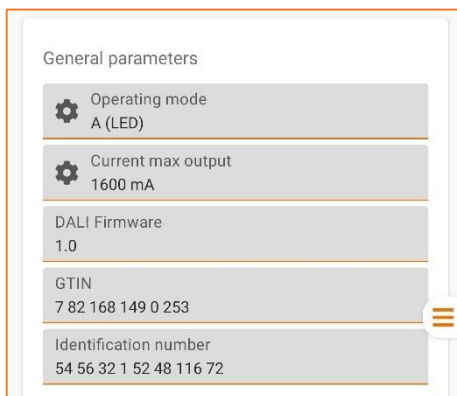 General parameters
Operating mode
A (LED)
Current max output
1600 mA
DALI Firmware
1.0
GTIN
7 82 168 149 0 253
Identification number
54 56 32 1 52 48 116 72